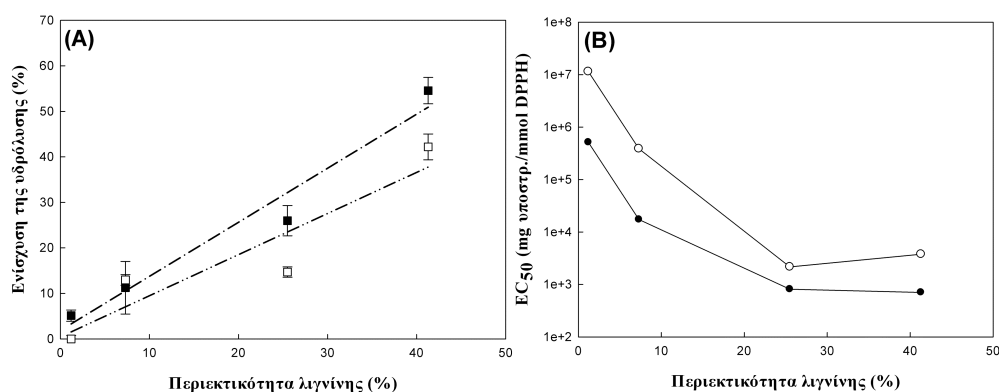 (A)
Ενίσχυση της υδρόλυσης (%)
70
60
50
40
30
20
10
0
0 10 20 30 40 50
Περιεκτικότητα λιγνίνης (%)
(B)
EC50 (mg υποστρ./mmol DPPH)
1e+8
1e+7
1e+6
1e+5
1e+4
1e+3
1e+2
0 10 20 30 40 50
Περιεκτικότητα λιγνίνης (%)